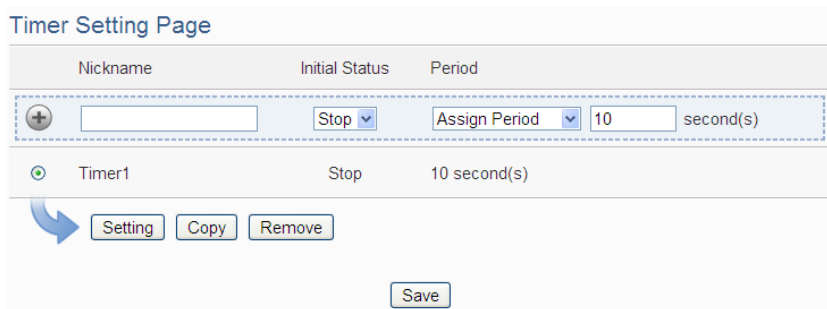 Timer Setting Page
Nickname Initial Status Period
Stop Assign Period 10 second(s)
Timer1 Stop 10 second(s)
Setting Copy Remove
Save